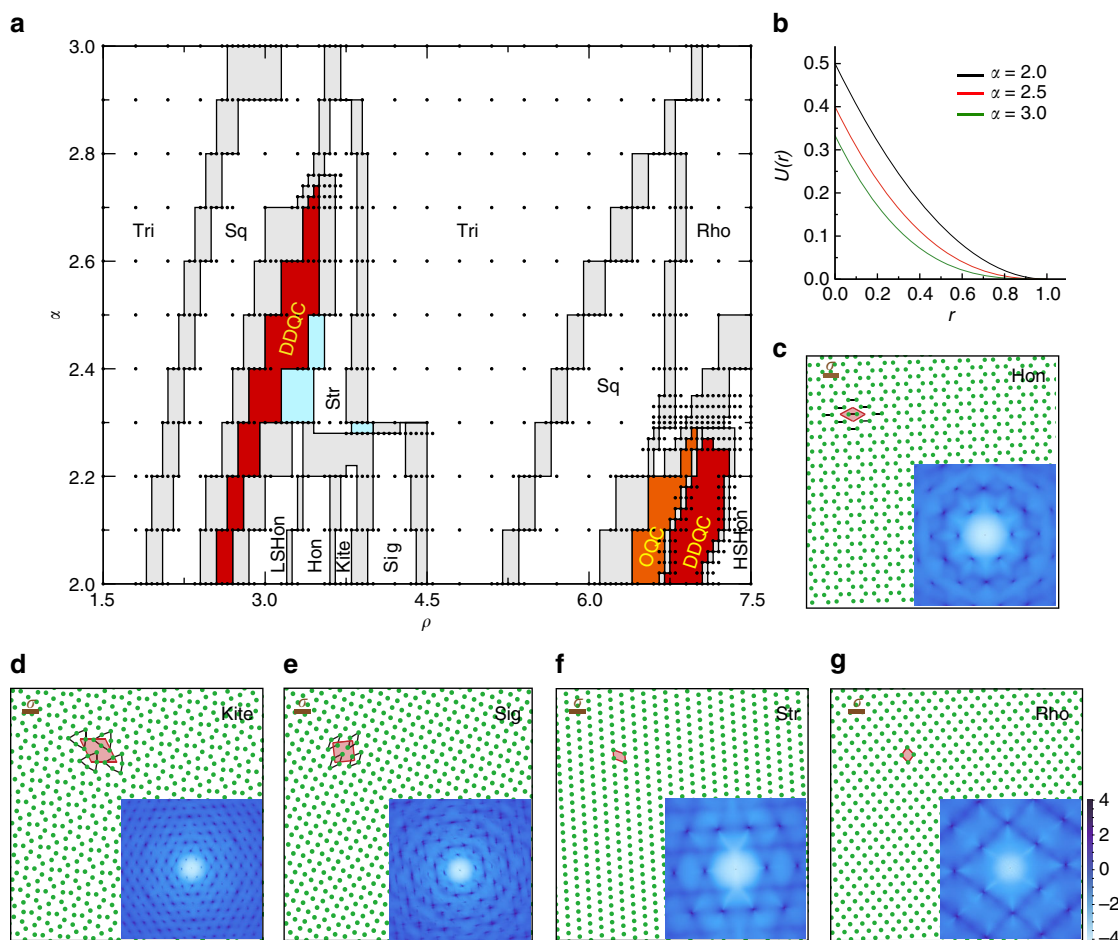 a
3.0
2.8
2.6
2.4
2.2
2.0
α
1.5
3.0
4.5
6.0
7.5
ρ
Tri
Sq
DDQC
Str
LSHon
Hon
Kite
Sig
Tri
Sq
Rho
OQC
DDQC
HSHon
b
0.5
0.4
0.3
0.2
0.1
0.0
U(r)
0.0
0.2
0.4
0.6
0.8
1.0
r
α = 2.0
α = 2.5
α = 3.0
c
σ
Hon
d
σ
Kite
e
σ
Sig
f
σ
Str
g
σ
Rho
4
2
0
−2
−4